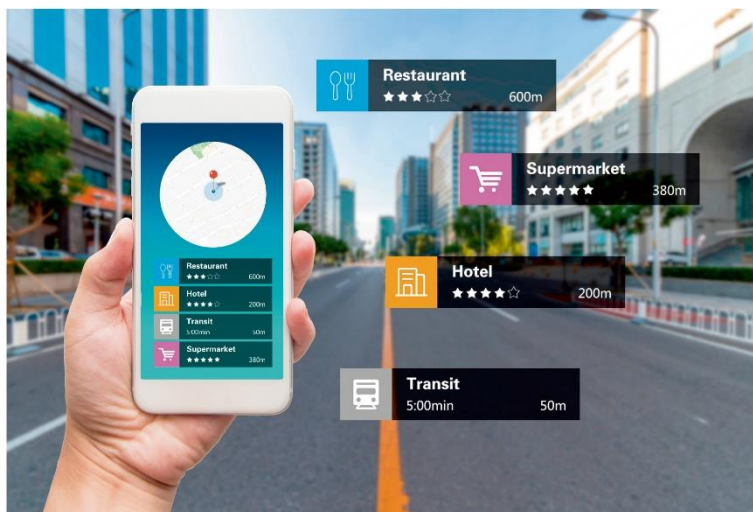 Restaurant
★★★☆☆ 600m
Supermarket
★★★★★ 380m
Hotel
★★★★☆ 200m
Transit
5:00min 50m
Restaurant
★★★☆☆ 600m
Hotel
★★★★☆ 200m
Transit
5:00min 50m
Supermarket
★★★★★ 380m